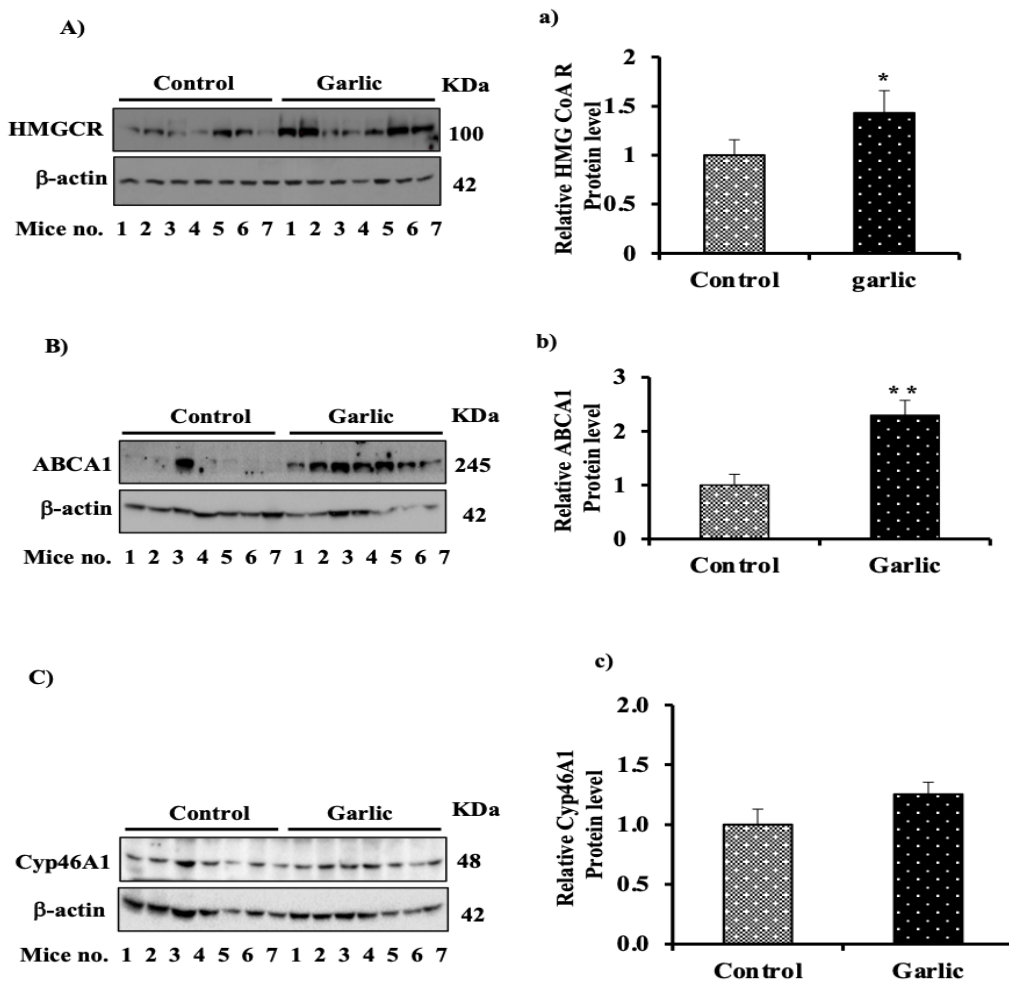 A)
Control Garlic KDa
HMGCR 100
β-actin 42
Mice no. 1 2 3 4 5 6 7 1 2 3 4 5 6 7
a)
Relative HMG CoA R
Protein level
2
1.5
1
0.5
0
*
Control garlic
B)
Control Garlic KDa
ABCA1 245
β-actin 42
Mice no. 1 2 3 4 5 6 7 1 2 3 4 5 6 7
b)
Relative ABCA1
Protein level
3
2
1
0
**
Control Garlic
C)
Control Garlic KDa
Cyp46A1 48
β-actin 42
Mice no. 1 2 3 4 5 6 7 1 2 3 4 5 6 7
c)
Relative Cyp46A1
Protein level
2.0
1.5
1.0
0.5
0.0
Control Garlic